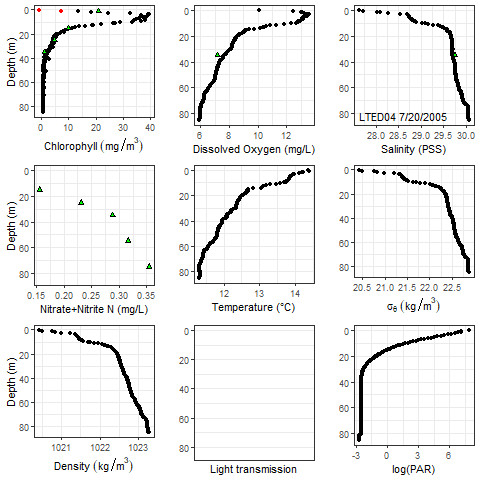 0
20
40
60
80
Depth (m)
0 10 20 30 40
Chlorophyll (mg/m³)
0
20
40
60
80
6 8 10 12
Dissolved Oxygen (mg/L)
0
20
40
60
80
LTED04 7/20/2005
28.0 28.5 29.0 29.5 30.0
Salinity (PSS)
0
20
40
60
80
Depth (m)
0.15 0.20 0.25 0.30 0.35
Nitrate+Nitrite N (mg/L)
0
20
40
60
80
12 13 14
Temperature (°C)
0
20
40
60
80
20.5 21.0 21.5 22.0 22.5
σθ (kg/m³)
0
20
40
60
80
Depth (m)
1021 1022 1023
Density (kg/m³)
0
20
40
60
80
Light transmission
0
20
40
60
80
-3 0 3 6
log(PAR)